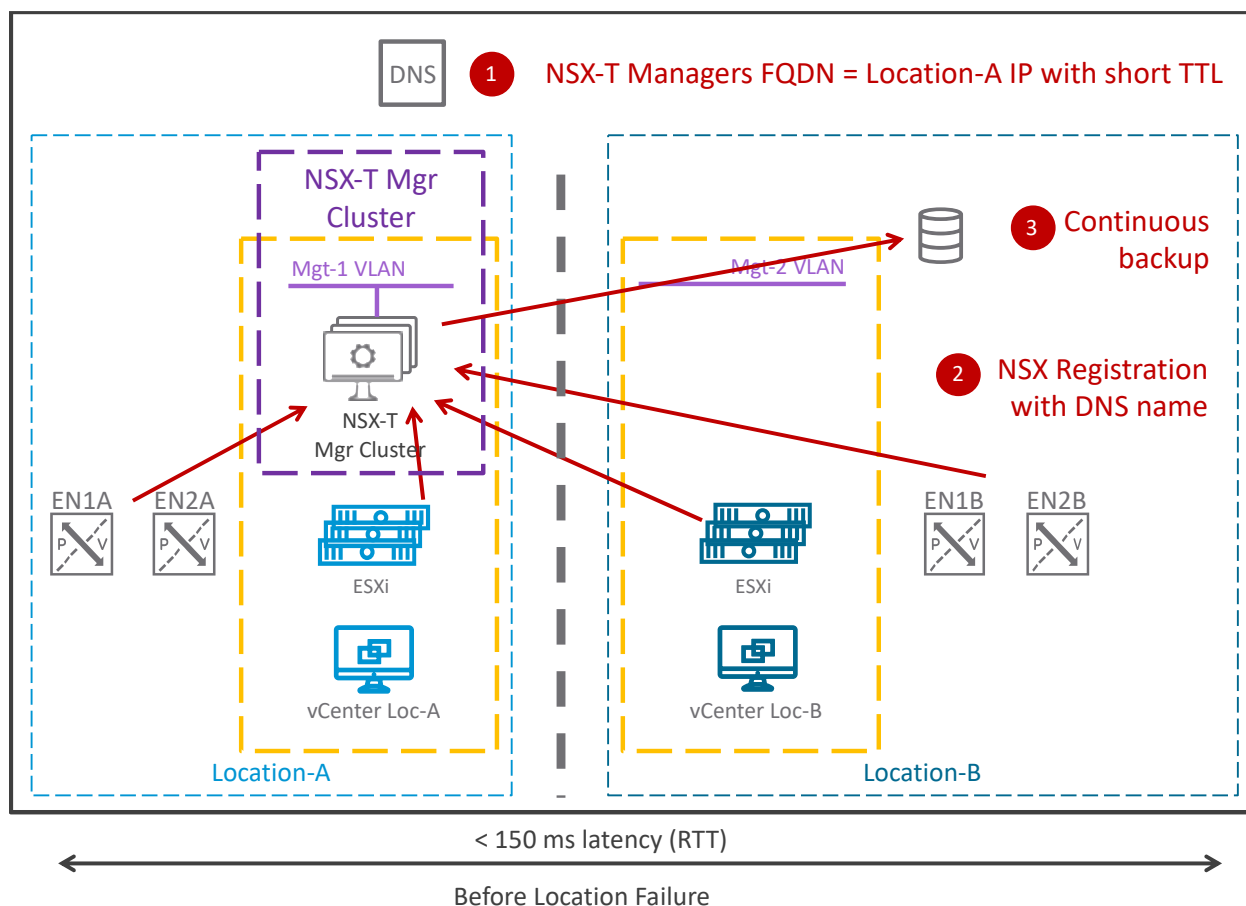 DNS
1
NSX-T Managers FQDN = Location-A IP with short TTL
NSX-T Mgr
Cluster
Mgt-1 VLAN
Mgt-2 VLAN
3
Continuous
backup
NSX-T
Mgr Cluster
2
NSX Registration
with DNS name
EN1A
EN2A
EN1B
EN2B
P V
P V
P V
P V
ESXi
ESXi
vCenter Loc-A
vCenter Loc-B
Location-A
Location-B
< 150 ms latency (RTT)
Before Location Failure